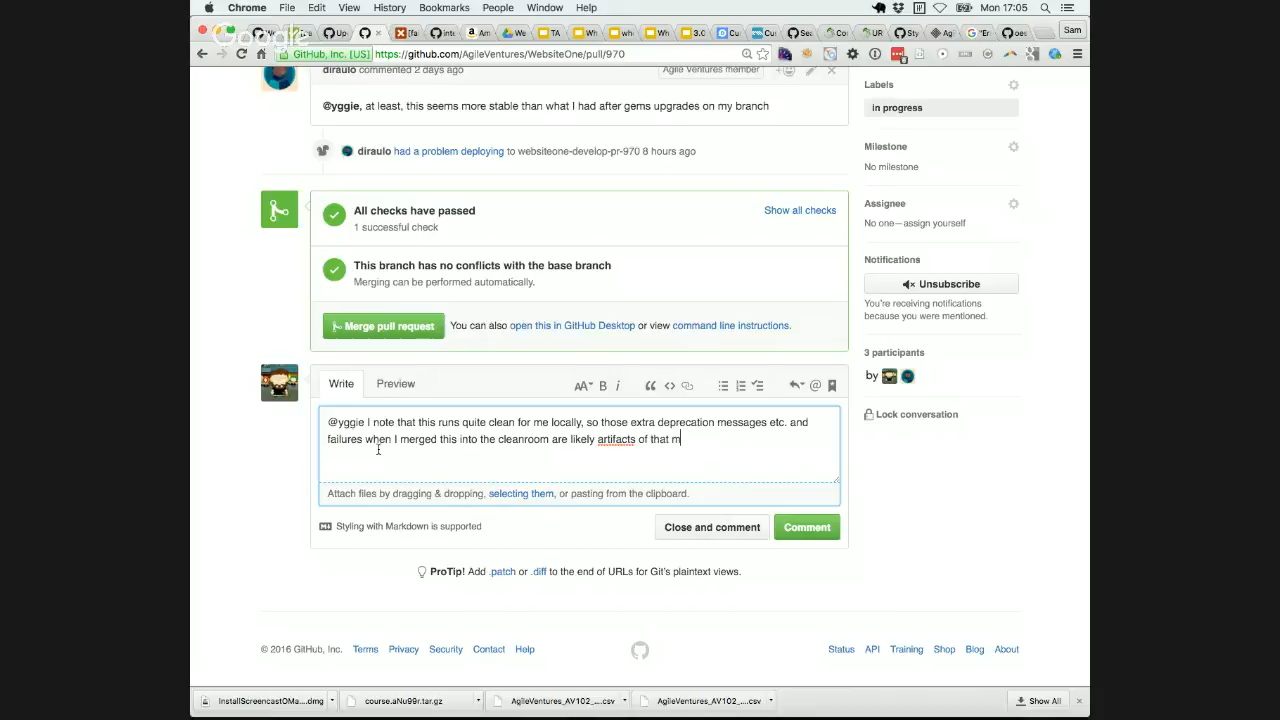 Chrome File Edit View History Bookmarks People Window Help Mon 17:05
Google
Sam
GitHub, Inc. [US] https://github.com/AgileVentures/WebsiteOne/pull/970
diraulo commented 2 days ago Agile Ventures member
@yggie, at least, this seems more stable than what I had after gems upgrades on my branch
diraulo had a problem deploying to websiteone-develop-pr-970 8 hours ago
All checks have passed Show all checks
1 successful check
This branch has no conflicts with the base branch
Merging can be performed automatically.
Merge pull request You can also open this in GitHub Desktop or view command line instructions.
Write Preview
AA B i
@yggie I note that this runs quite clean for me locally, so those extra deprecation messages etc. and
failures when I merged this into the cleanroom are likely artifacts of that m
Attach files by dragging & dropping, selecting them, or pasting from the clipboard.
Styling with Markdown is supported Close and comment Comment
ProTip! Add .patch or .diff to the end of URLs for Git's plaintext views.
Labels
in progress
Milestone
No milestone
Assignee
No one—assign yourself
Notifications
Unsubscribe
You're receiving notifications
because you were mentioned.
3 participants
by
Lock conversation
© 2016 GitHub, Inc. Terms Privacy Security Contact Help Status API Training Shop Blog About
InstallScreencastOMa....dmg course.aNu99r.tar.gz AgileVentures_AV102_....csv AgileVentures_AV102_....csv Show All